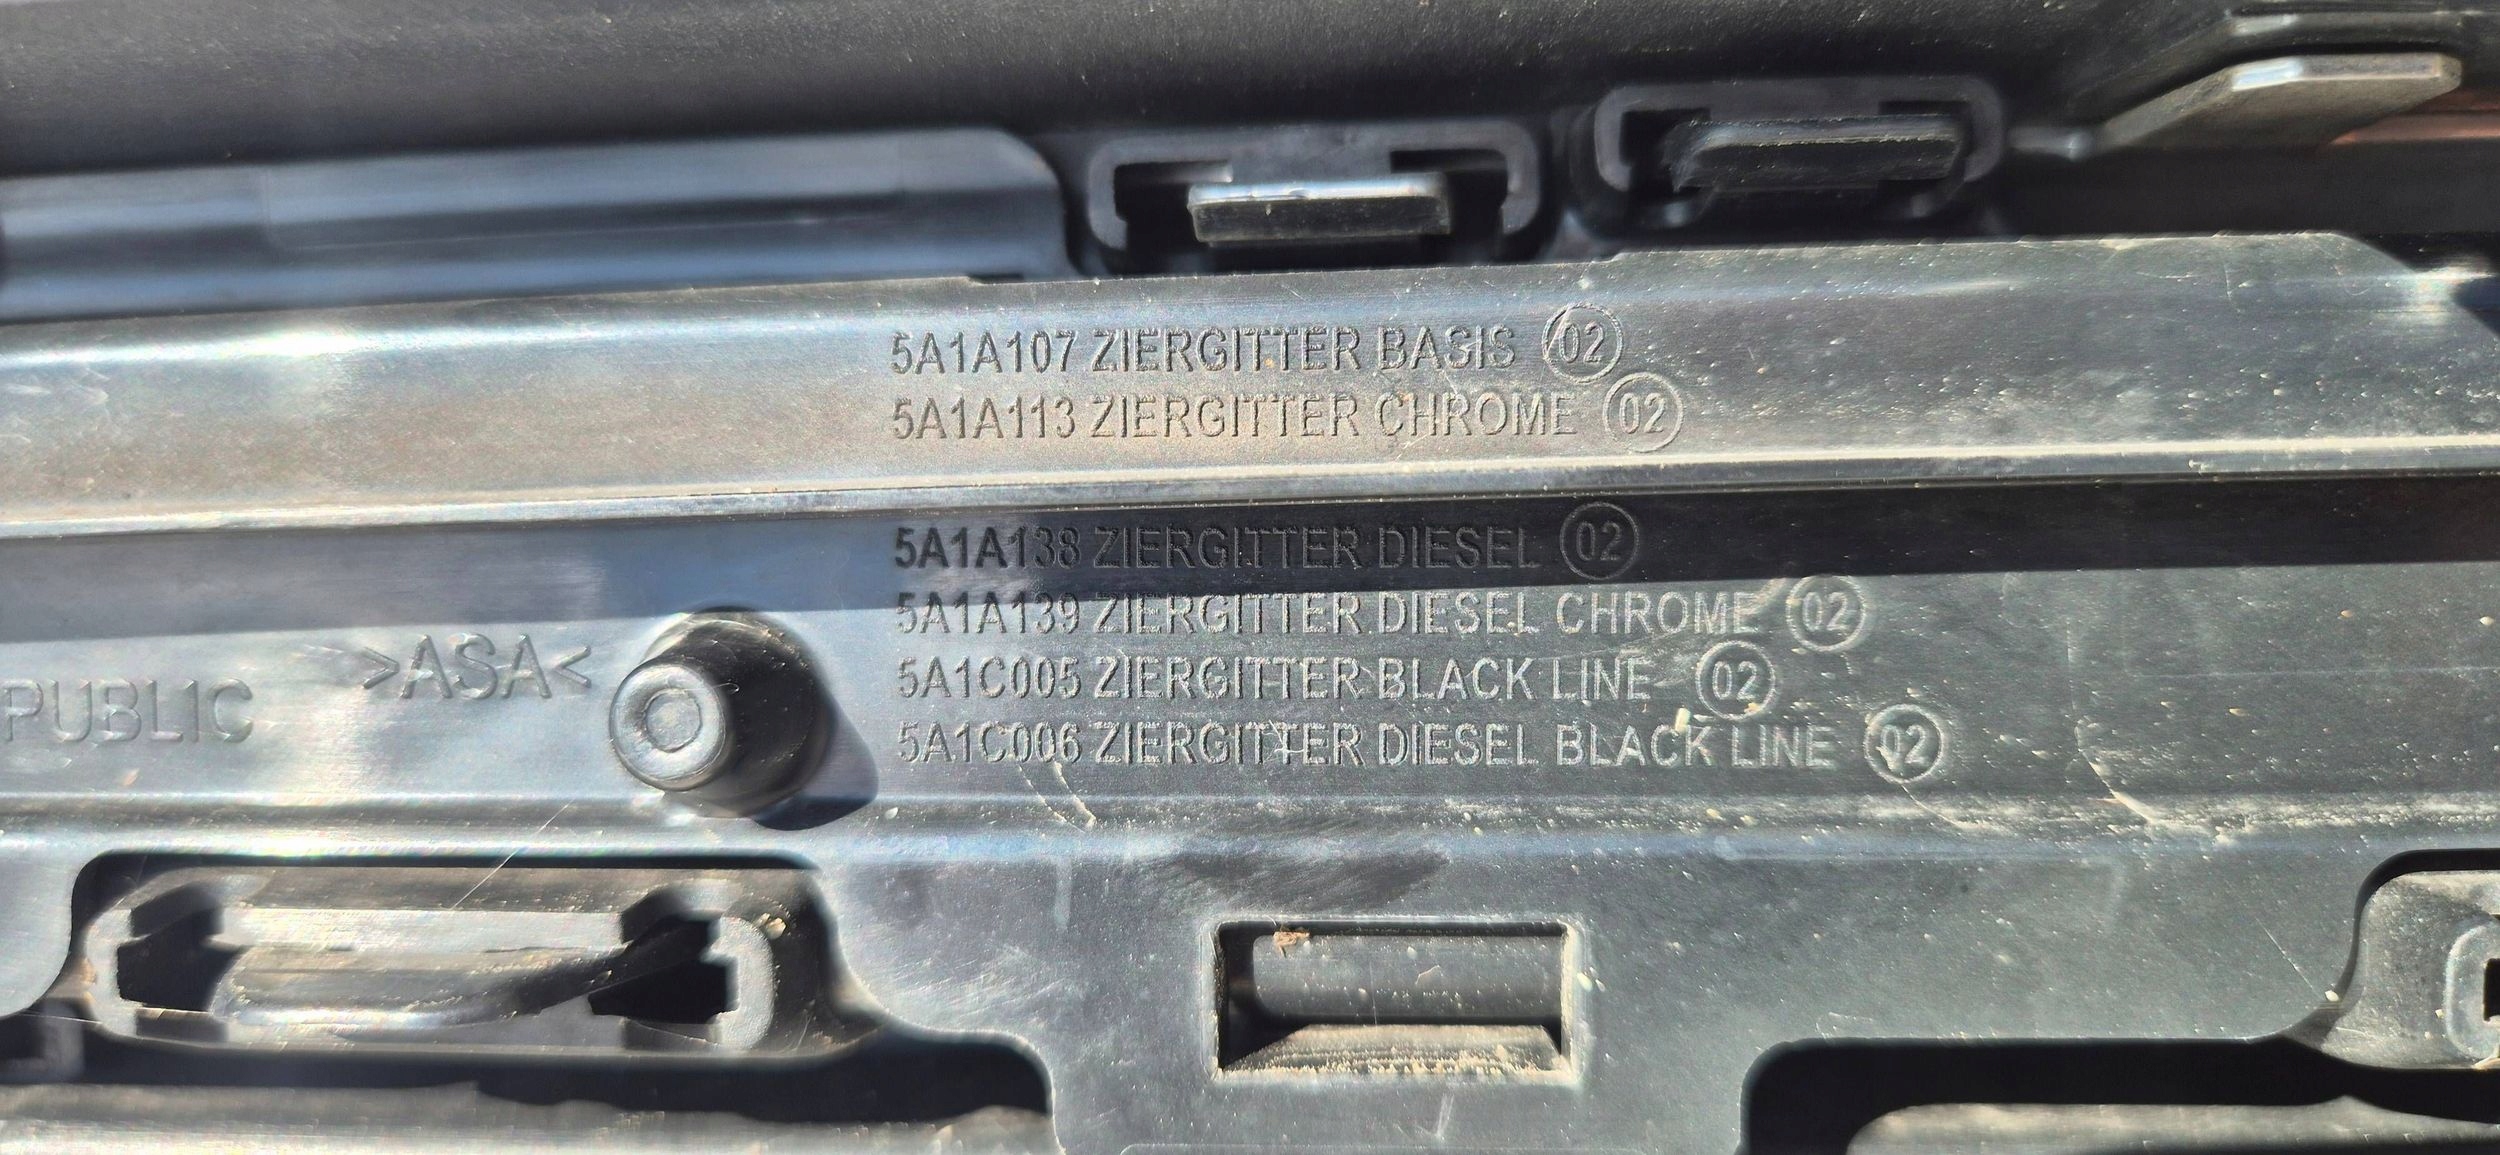 5A1A107 ZIERGITTER BASIS 02
5A1A113 ZIERGITTER CHROME 02
5A1A138 ZIERGITTER DIESEL 02
5A1A139 ZIERGITTER DIESEL CHROME 02
5A1C005 ZIERGITTER BLACK LINE 02
5A1C006 ZIERGITTER DIESEL BLACK LINE 02
>ASA<
PUBLIC